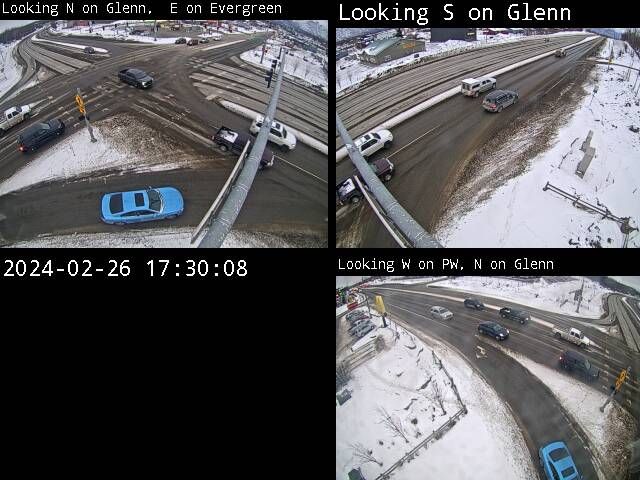 Looking N on Glenn, E on Evergreen
Looking S on Glenn
2024-02-26 17:30:08
Looking W on PW, N on Glenn